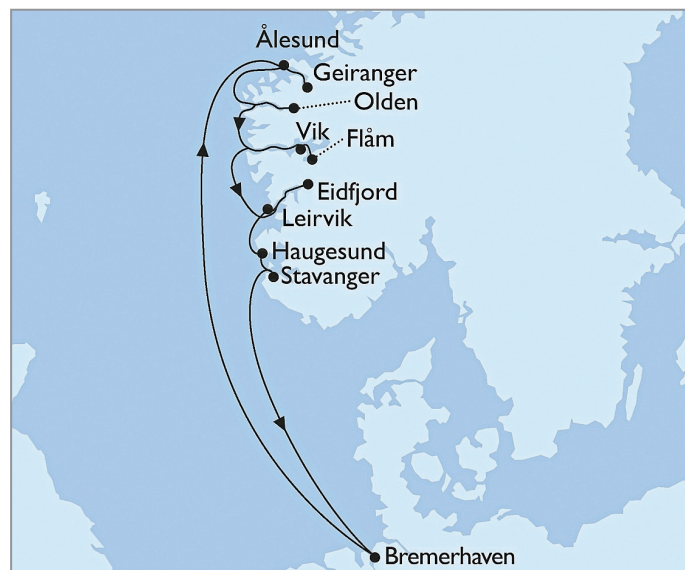 Ålesund
Geiranger
Olden
Vik
Flåm
Eidfjord
Leirvik
Haugesund
Stavanger
Bremerhaven